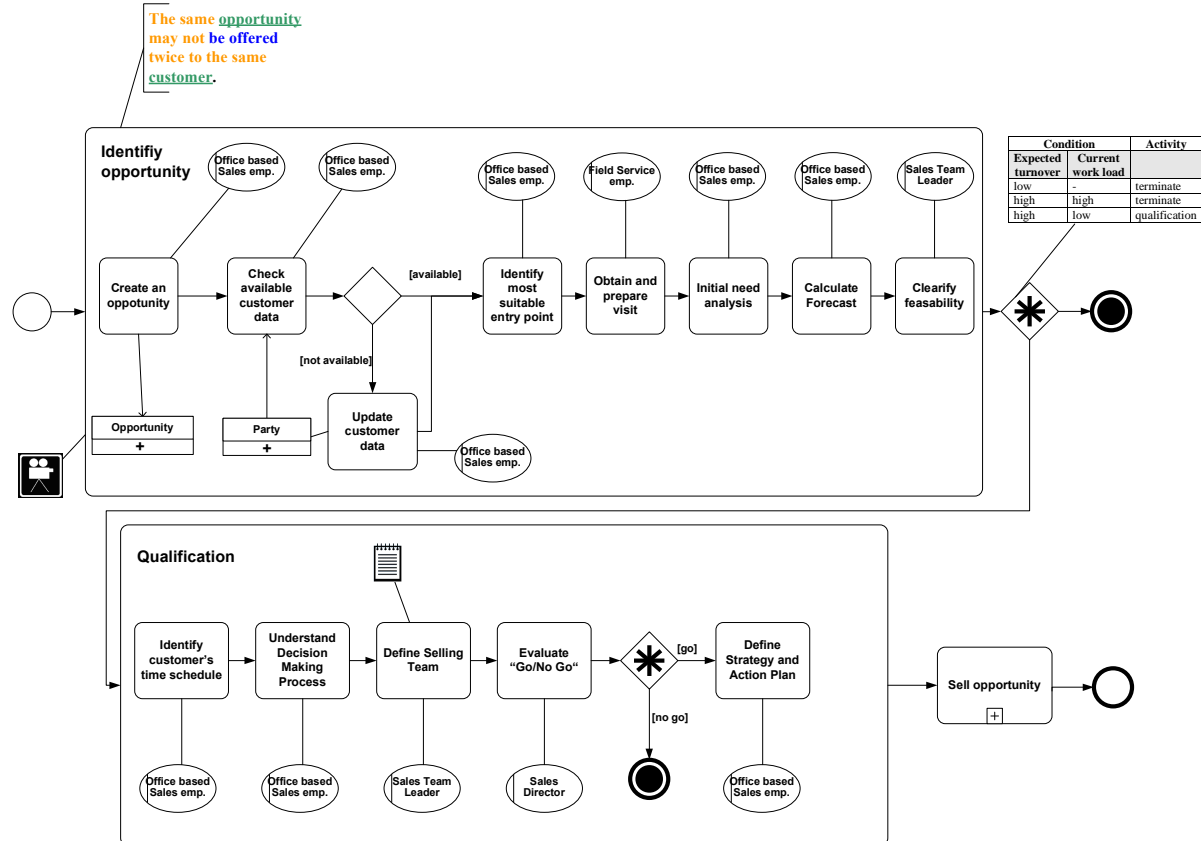 The same opportunity
may not be offered
twice to the same
customer.
Identifiy
opportunity
Office based
Sales emp.
Office based
Sales emp.
Office based
Sales emp.
Field Service
emp.
Office based
Sales emp.
Office based
Sales emp.
Sales Team
Leader
Condition Activity
Expected
turnover
Current
work load
low - terminate
high high terminate
high low qualification
Create an
oppotunity
Check
available
customer
data
[available]
Identify
most
suitable
entry point
Obtain and
prepare
visit
Initial need
analysis
Calculate
Forecast
Clearify
feasability
[not available]
Opportunity
+
Party
+
Update
customer
data
Office based
Sales emp.
Qualification
Identify
customer's
time schedule
Understand
Decision
Making
Process
Define Selling
Team
Evaluate
“Go/No Go“
[go]
Define
Strategy and
Action Plan
[no go]
Sell opportunity
+
Office based
Sales emp.
Office based
Sales emp.
Sales Team
Leader
Sales
Director
Office based
Sales emp.